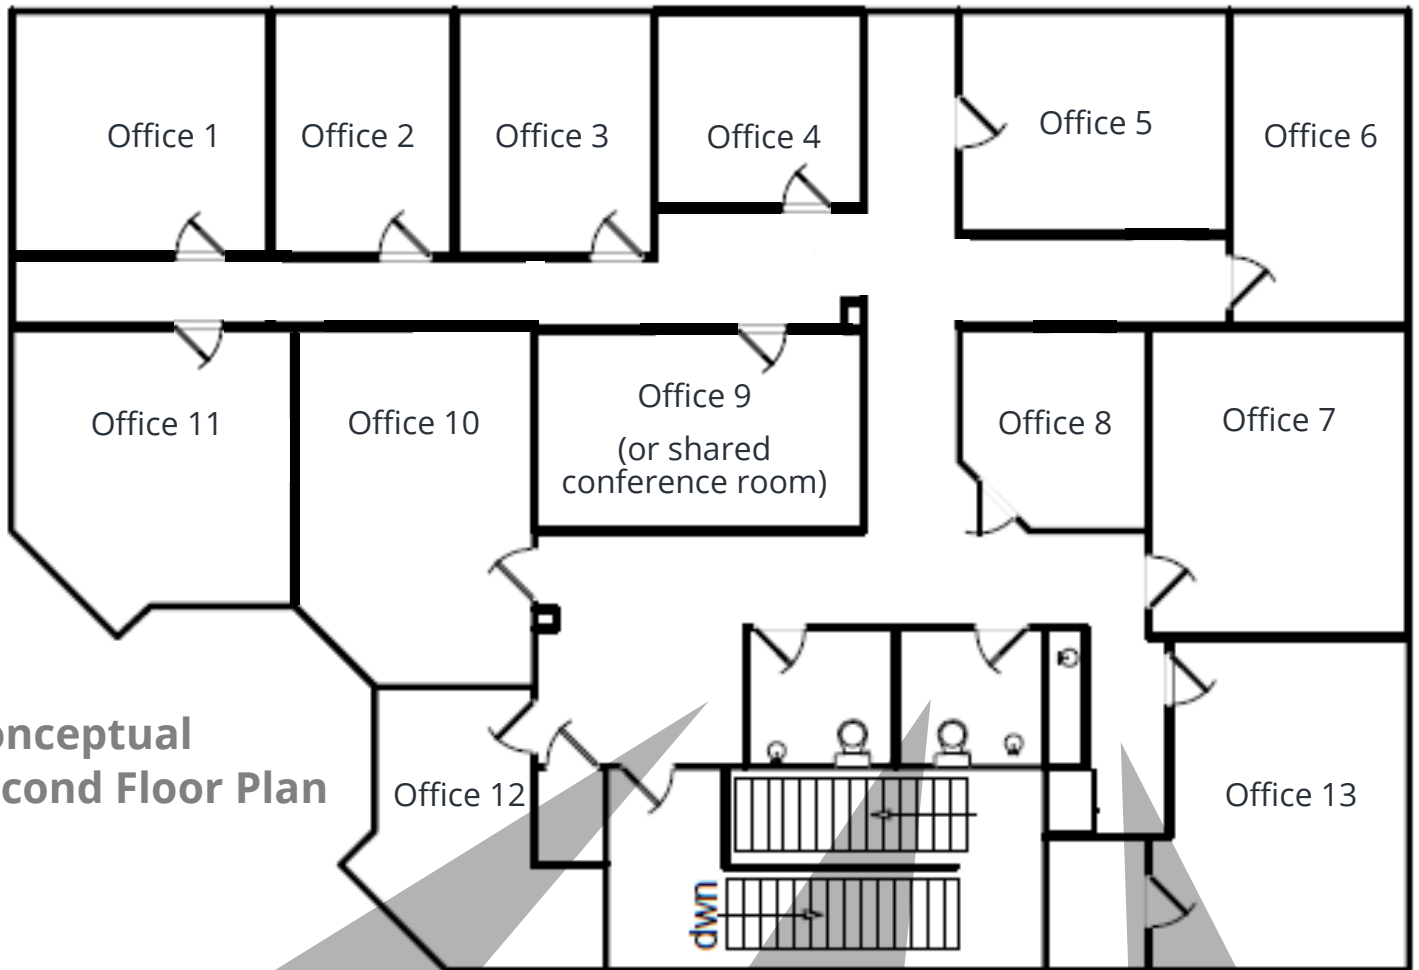 Office 1
Office 2
Office 3
Office 4
Office 5
Office 6
Office 11
Office 10
Office 9
(or shared
conference room)
Office 8
Office 7
onceptual
cond Floor Plan
Office 12
Office 13
dwn